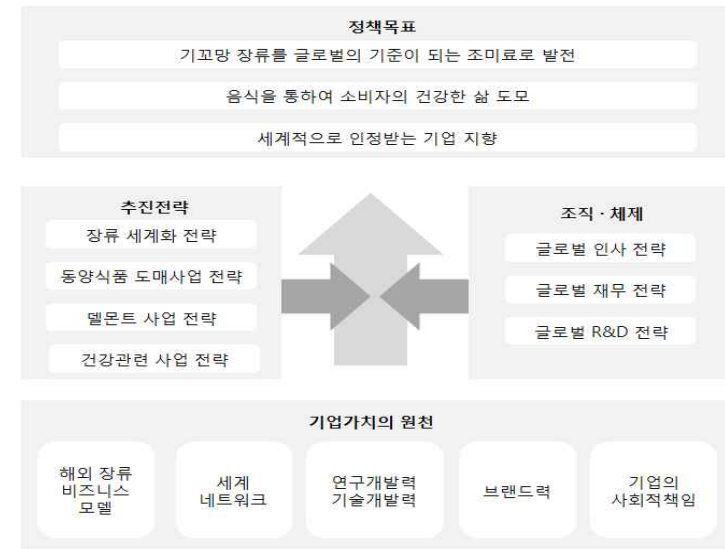 정책목표
기꼬망 장류를 글로벌의 기준이 되는 조미료로 발전
음식을 통하여 소비자의 건강한 삶 도모
세계적으로 인정받는 기업 지향
추진전략
장류 세계화 전략
동양식품 도매사업 전략
델몬트 사업 전략
건강관련 사업 전략
조직 · 체제
글로벌 인사 전략
글로벌 재무 전략
글로벌 R&D 전략
기업가치의 원천
해외 장류
비즈니스
모델
세계
네트워크
연구개발력
기술개발력
브랜드력
기업의
사회적책임